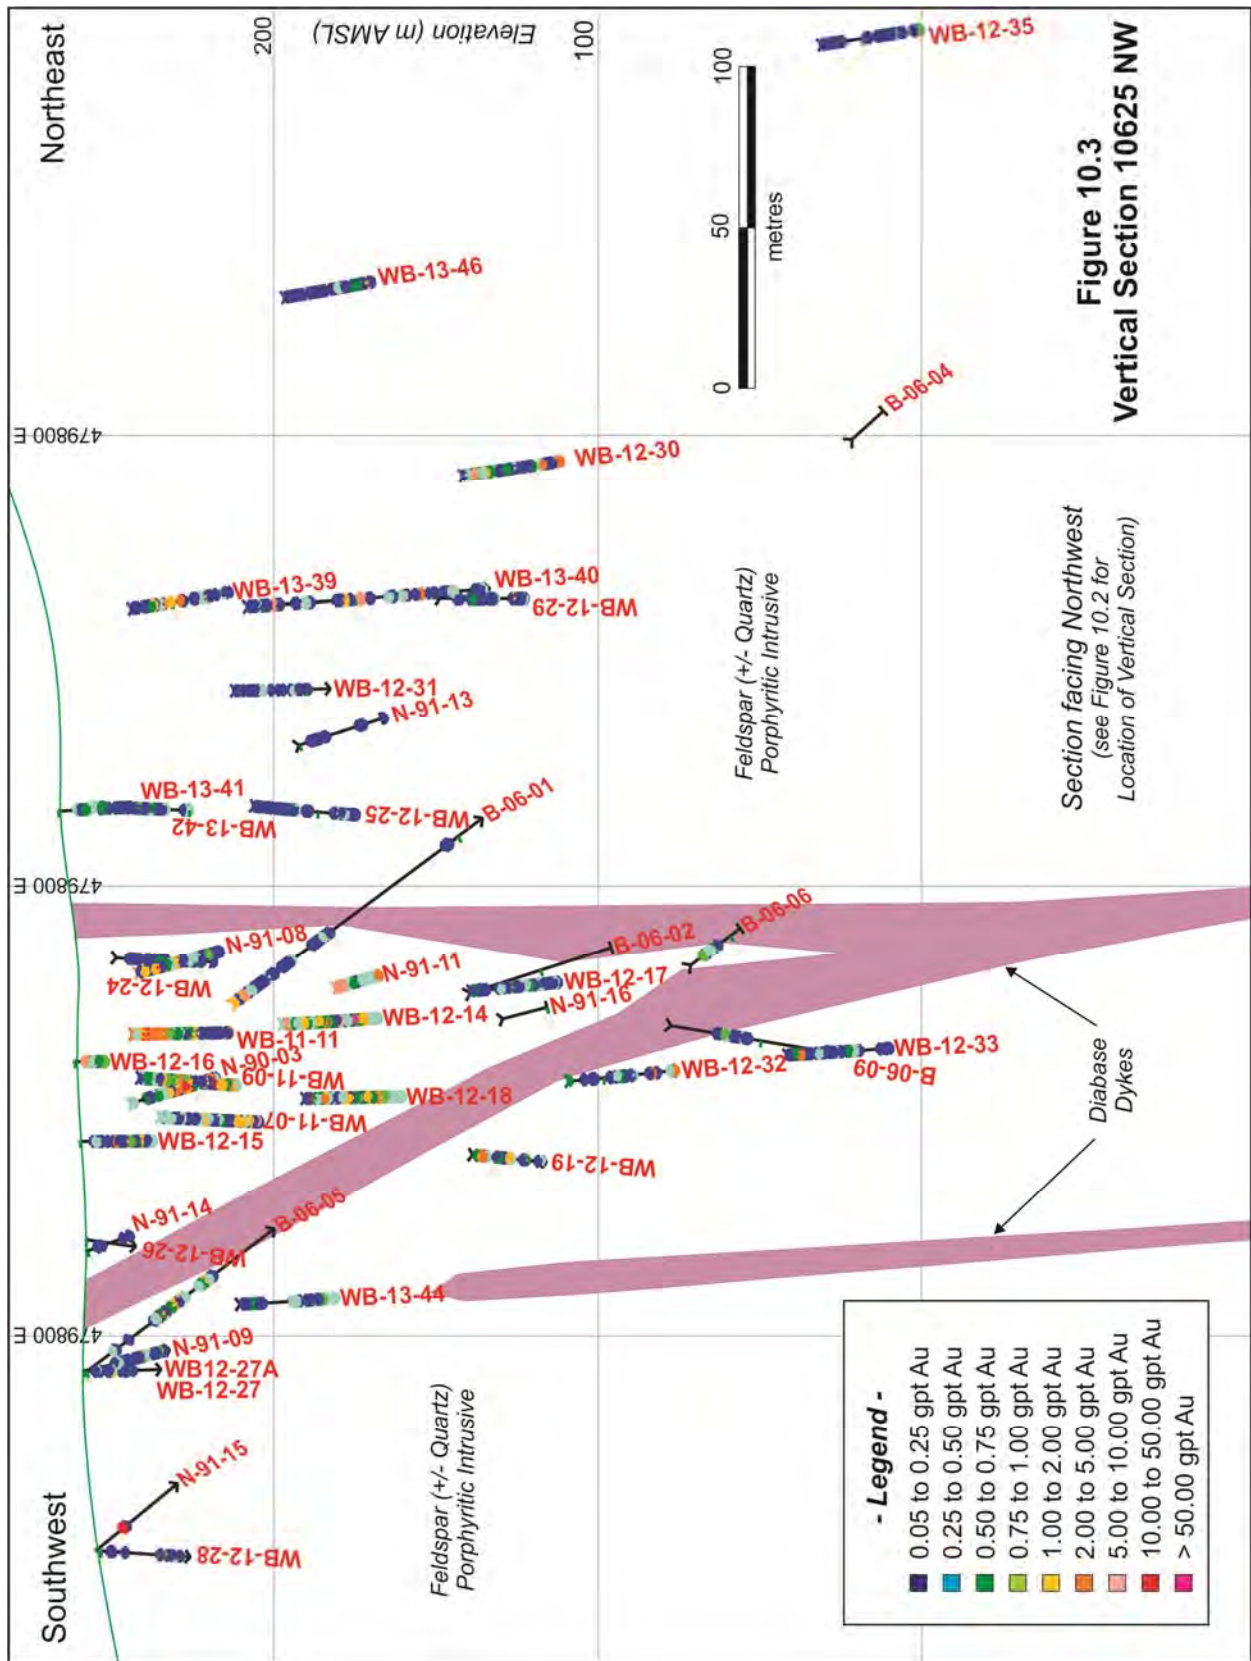 Southwest
Northeast
479700 E
479800 E
479800 E
479800 E
200
100
Elevation (m AMSL)
WB-12-28
N-91-15
WB12-27A
WB-12-27
N-91-09
B-06-05
WB-12-26
N-91-14
WB-13-44
WB-12-15
WB-11-07
WB-12-18
WB-12-16
N-90-03
WB-11-09
WB-11-11
WB-12-14
N-91-11
WB-12-24
N-91-08
WB-12-19
WB-12-32
B-06-09
WB-12-33
N-91-16
WB-12-17
B-06-02
B-06-06
B-06-01
WB-13-41
WB-13-42
WB-12-25
N-91-13
WB-12-31
WB-13-39
WB-13-40
WB-12-29
WB-12-30
B-06-04
WB-13-46
WB-12-35
Feldspar (+/- Quartz)
Porphyritic Intrusive
Feldspar (+/- Quartz)
Porphyritic Intrusive
Diabase
Dykes
0
50
100
metres
Section facing Northwest
(see Figure 10.2 for
Location of Vertical Section)
Figure 10.3
Vertical Section 10625 NW
- Legend -
0.05 to 0.25 gpt Au
0.25 to 0.50 gpt Au
0.50 to 0.75 gpt Au
0.75 to 1.00 gpt Au
1.00 to 2.00 gpt Au
2.00 to 5.00 gpt Au
5.00 to 10.00 gpt Au
10.00 to 50.00 gpt Au
> 50.00 gpt Au